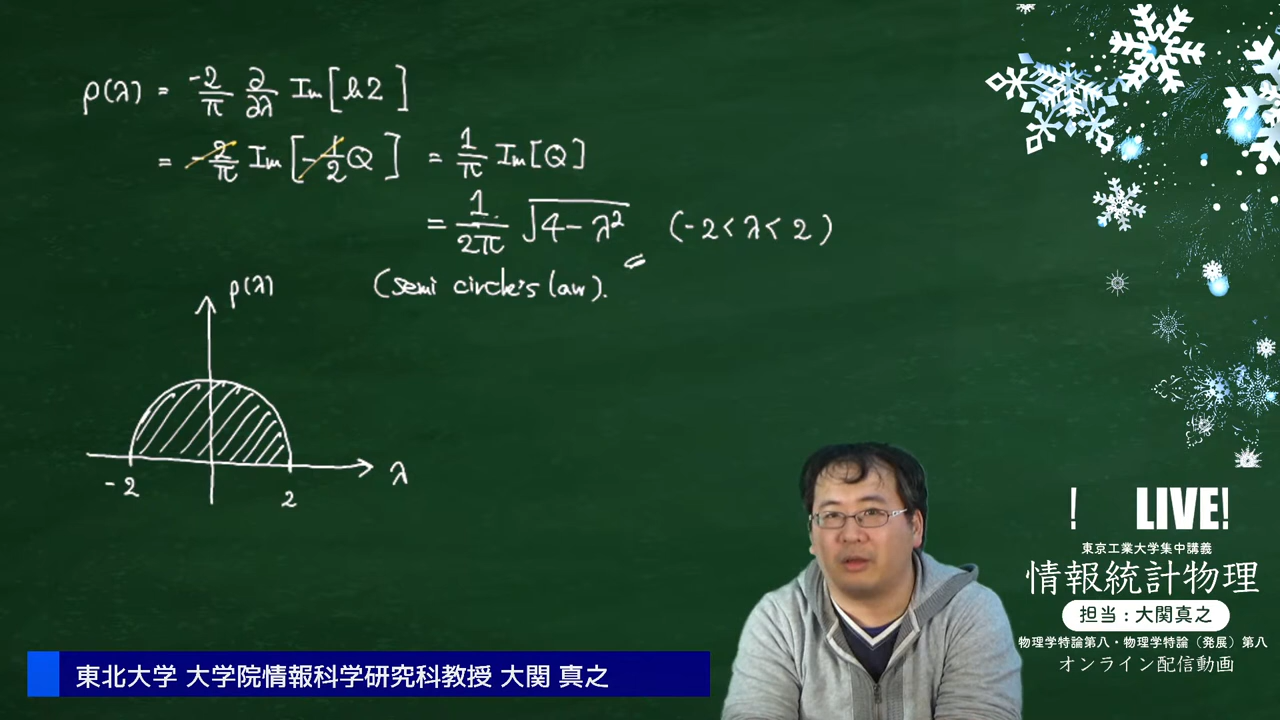 ρ(λ) = -2/π ∂/∂λ Im[ln Z]
= -2/π Im[-1/2 Q] = 1/π Im[Q]
= 1/2π √4-λ² (-2<λ<2)
(semi circle's law).
ρ(λ)
-2
2
λ
! LIVE!
東京工業大学集中講義
情報統計物理
担当:大関真之
物理学特論第八・物理学特論(発展)第八
オンライン配信動画
東北大学 大学院情報科学研究科教授 大関 真之